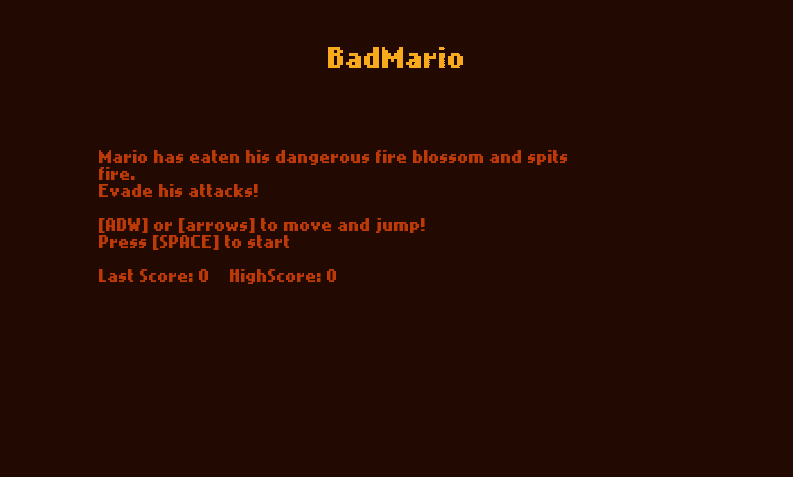 BadMario
Mario has eaten his dangerous fire blossom and spits
fire.
Evade his attacks!
[ADW] or [arrows] to move and jump!
Press [SPACE] to start
Last Score: 0 HighScore: 0